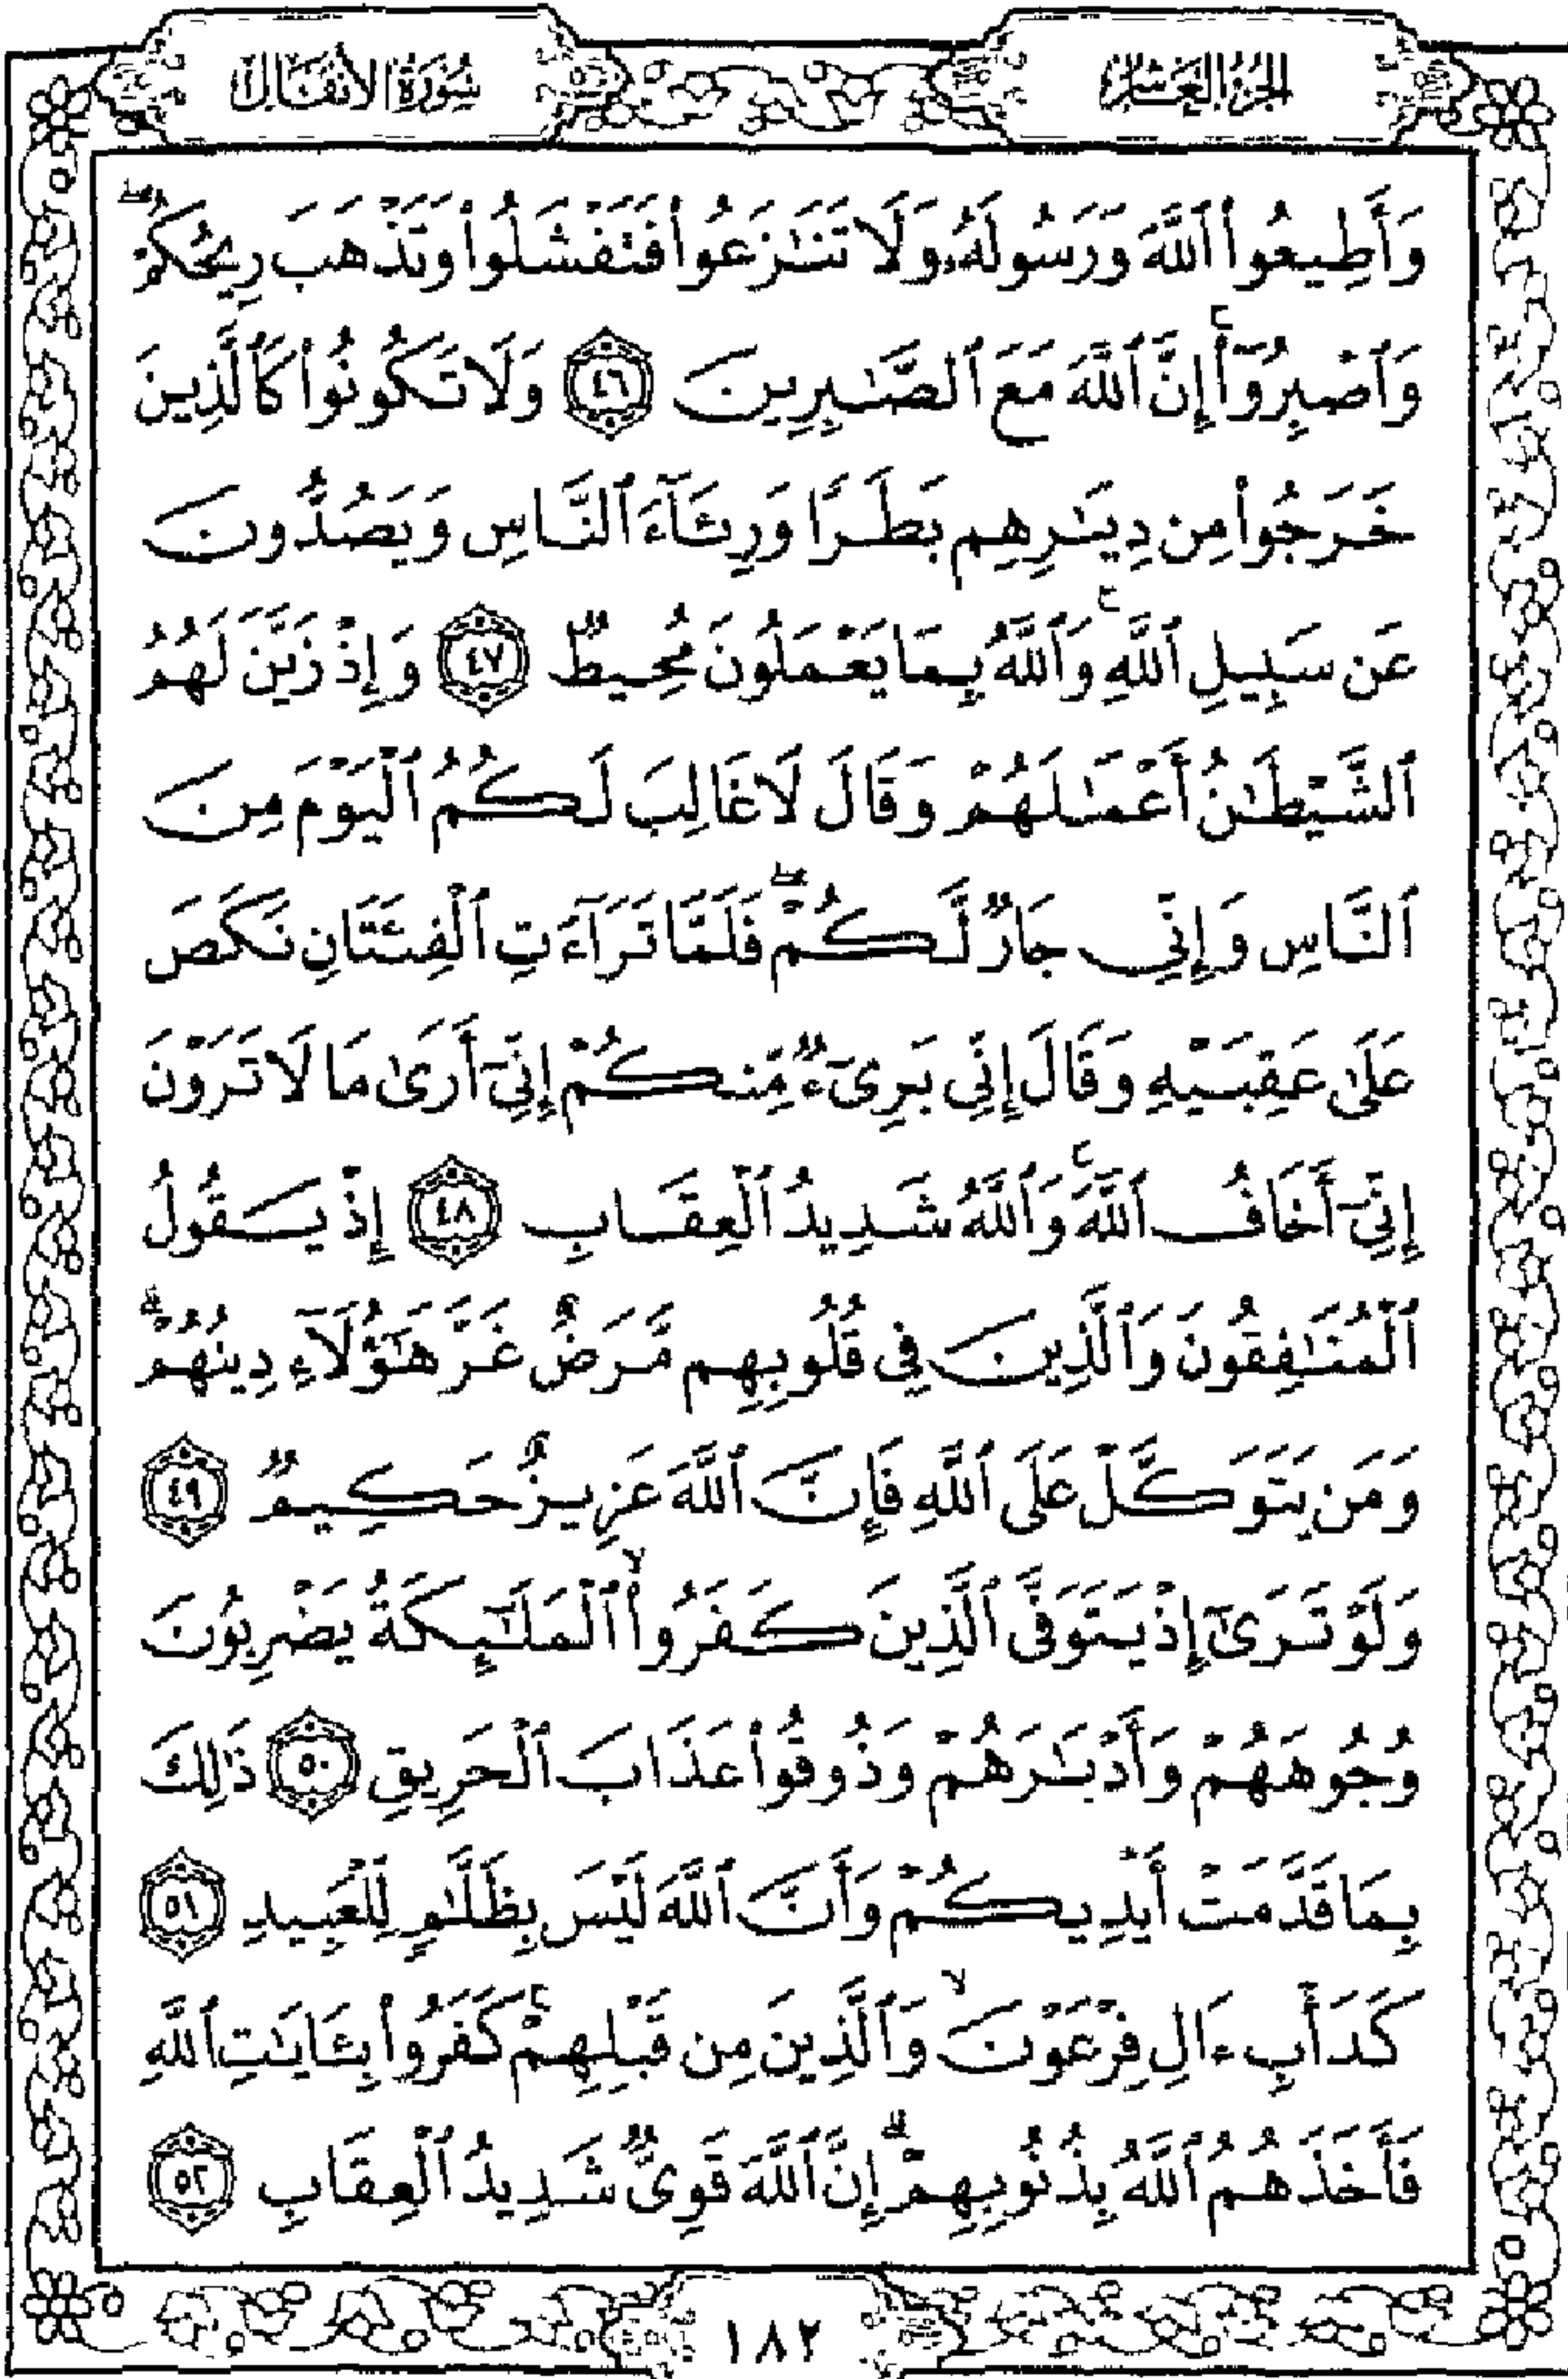 الجزء العاشر
سورة الأنفال
وَأَطِيعُوا۟ ٱللَّهَ وَرَسُولَهُۥ وَلَا تَنَٰزَعُوا۟ فَتَفْشَلُوا۟ وَتَذْهَبَ رِيحُكُمْ ۖ
وَٱصْبِرُوٓا۟ ۚ إِنَّ ٱللَّهَ مَعَ ٱلصَّٰبِرِينَ ٤٦ وَلَا تَكُونُوا۟ كَٱلَّذِينَ
خَرَجُوا۟ مِن دِيَٰرِهِم بَطَرًا وَرِئَآءَ ٱلنَّاسِ وَيَصُدُّونَ
عَن سَبِيلِ ٱللَّهِ ۚ وَٱللَّهُ بِمَا يَعْمَلُونَ مُحِيطٌ ٤٧ وَإِذْ زَيَّنَ لَهُمُ
ٱلشَّيْطَٰنُ أَعْمَٰلَهُمْ وَقَالَ لَا غَالِبَ لَكُمُ ٱلْيَوْمَ مِنَ
ٱلنَّاسِ وَإِنِّى جَارٌ لَّكُمْ ۖ فَلَمَّا تَرَآءَتِ ٱلْفِئَتَانِ نَكَصَ
عَلَىٰ عَقِبَيْهِ وَقَالَ إِنِّى بَرِىٓءٌ مِّنكُمْ إِنِّىٓ أَرَىٰ مَا لَا تَرَوْنَ
إِنِّىٓ أَخَافُ ٱللَّهَ ۚ وَٱللَّهُ شَدِيدُ ٱلْعِقَابِ ٤٨ إِذْ يَقُولُ
ٱلْمُنَٰفِقُونَ وَٱلَّذِينَ فِى قُلُوبِهِم مَّرَضٌ غَرَّ هَٰٓؤُلَآءِ دِينُهُمْ ۗ
وَمَن يَتَوَكَّلْ عَلَى ٱللَّهِ فَإِنَّ ٱللَّهَ عَزِيزٌ حَكِيمٌ ٤٩
وَلَوْ تَرَىٰٓ إِذْ يَتَوَفَّى ٱلَّذِينَ كَفَرُوا۟ ۙ ٱلْمَلَٰٓئِكَةُ يَضْرِبُونَ
وُجُوهَهُمْ وَأَدْبَٰرَهُمْ وَذُوقُوا۟ عَذَابَ ٱلْحَرِيقِ ٥٠ ذَٰلِكَ
بِمَا قَدَّمَتْ أَيْدِيكُمْ وَأَنَّ ٱللَّهَ لَيْسَ بِظَلَّٰمٍ لِّلْعَبِيدِ ٥١
كَدَأْبِ ءَالِ فِرْعَوْنَ ۙ وَٱلَّذِينَ مِن قَبْلِهِمْ ۚ كَفَرُوا۟ بِـَٔايَٰتِ ٱللَّهِ
فَأَخَذَهُمُ ٱللَّهُ بِذُنُوبِهِمْ ۗ إِنَّ ٱللَّهَ قَوِىٌّ شَدِيدُ ٱلْعِقَابِ ٥٢
١٨٢